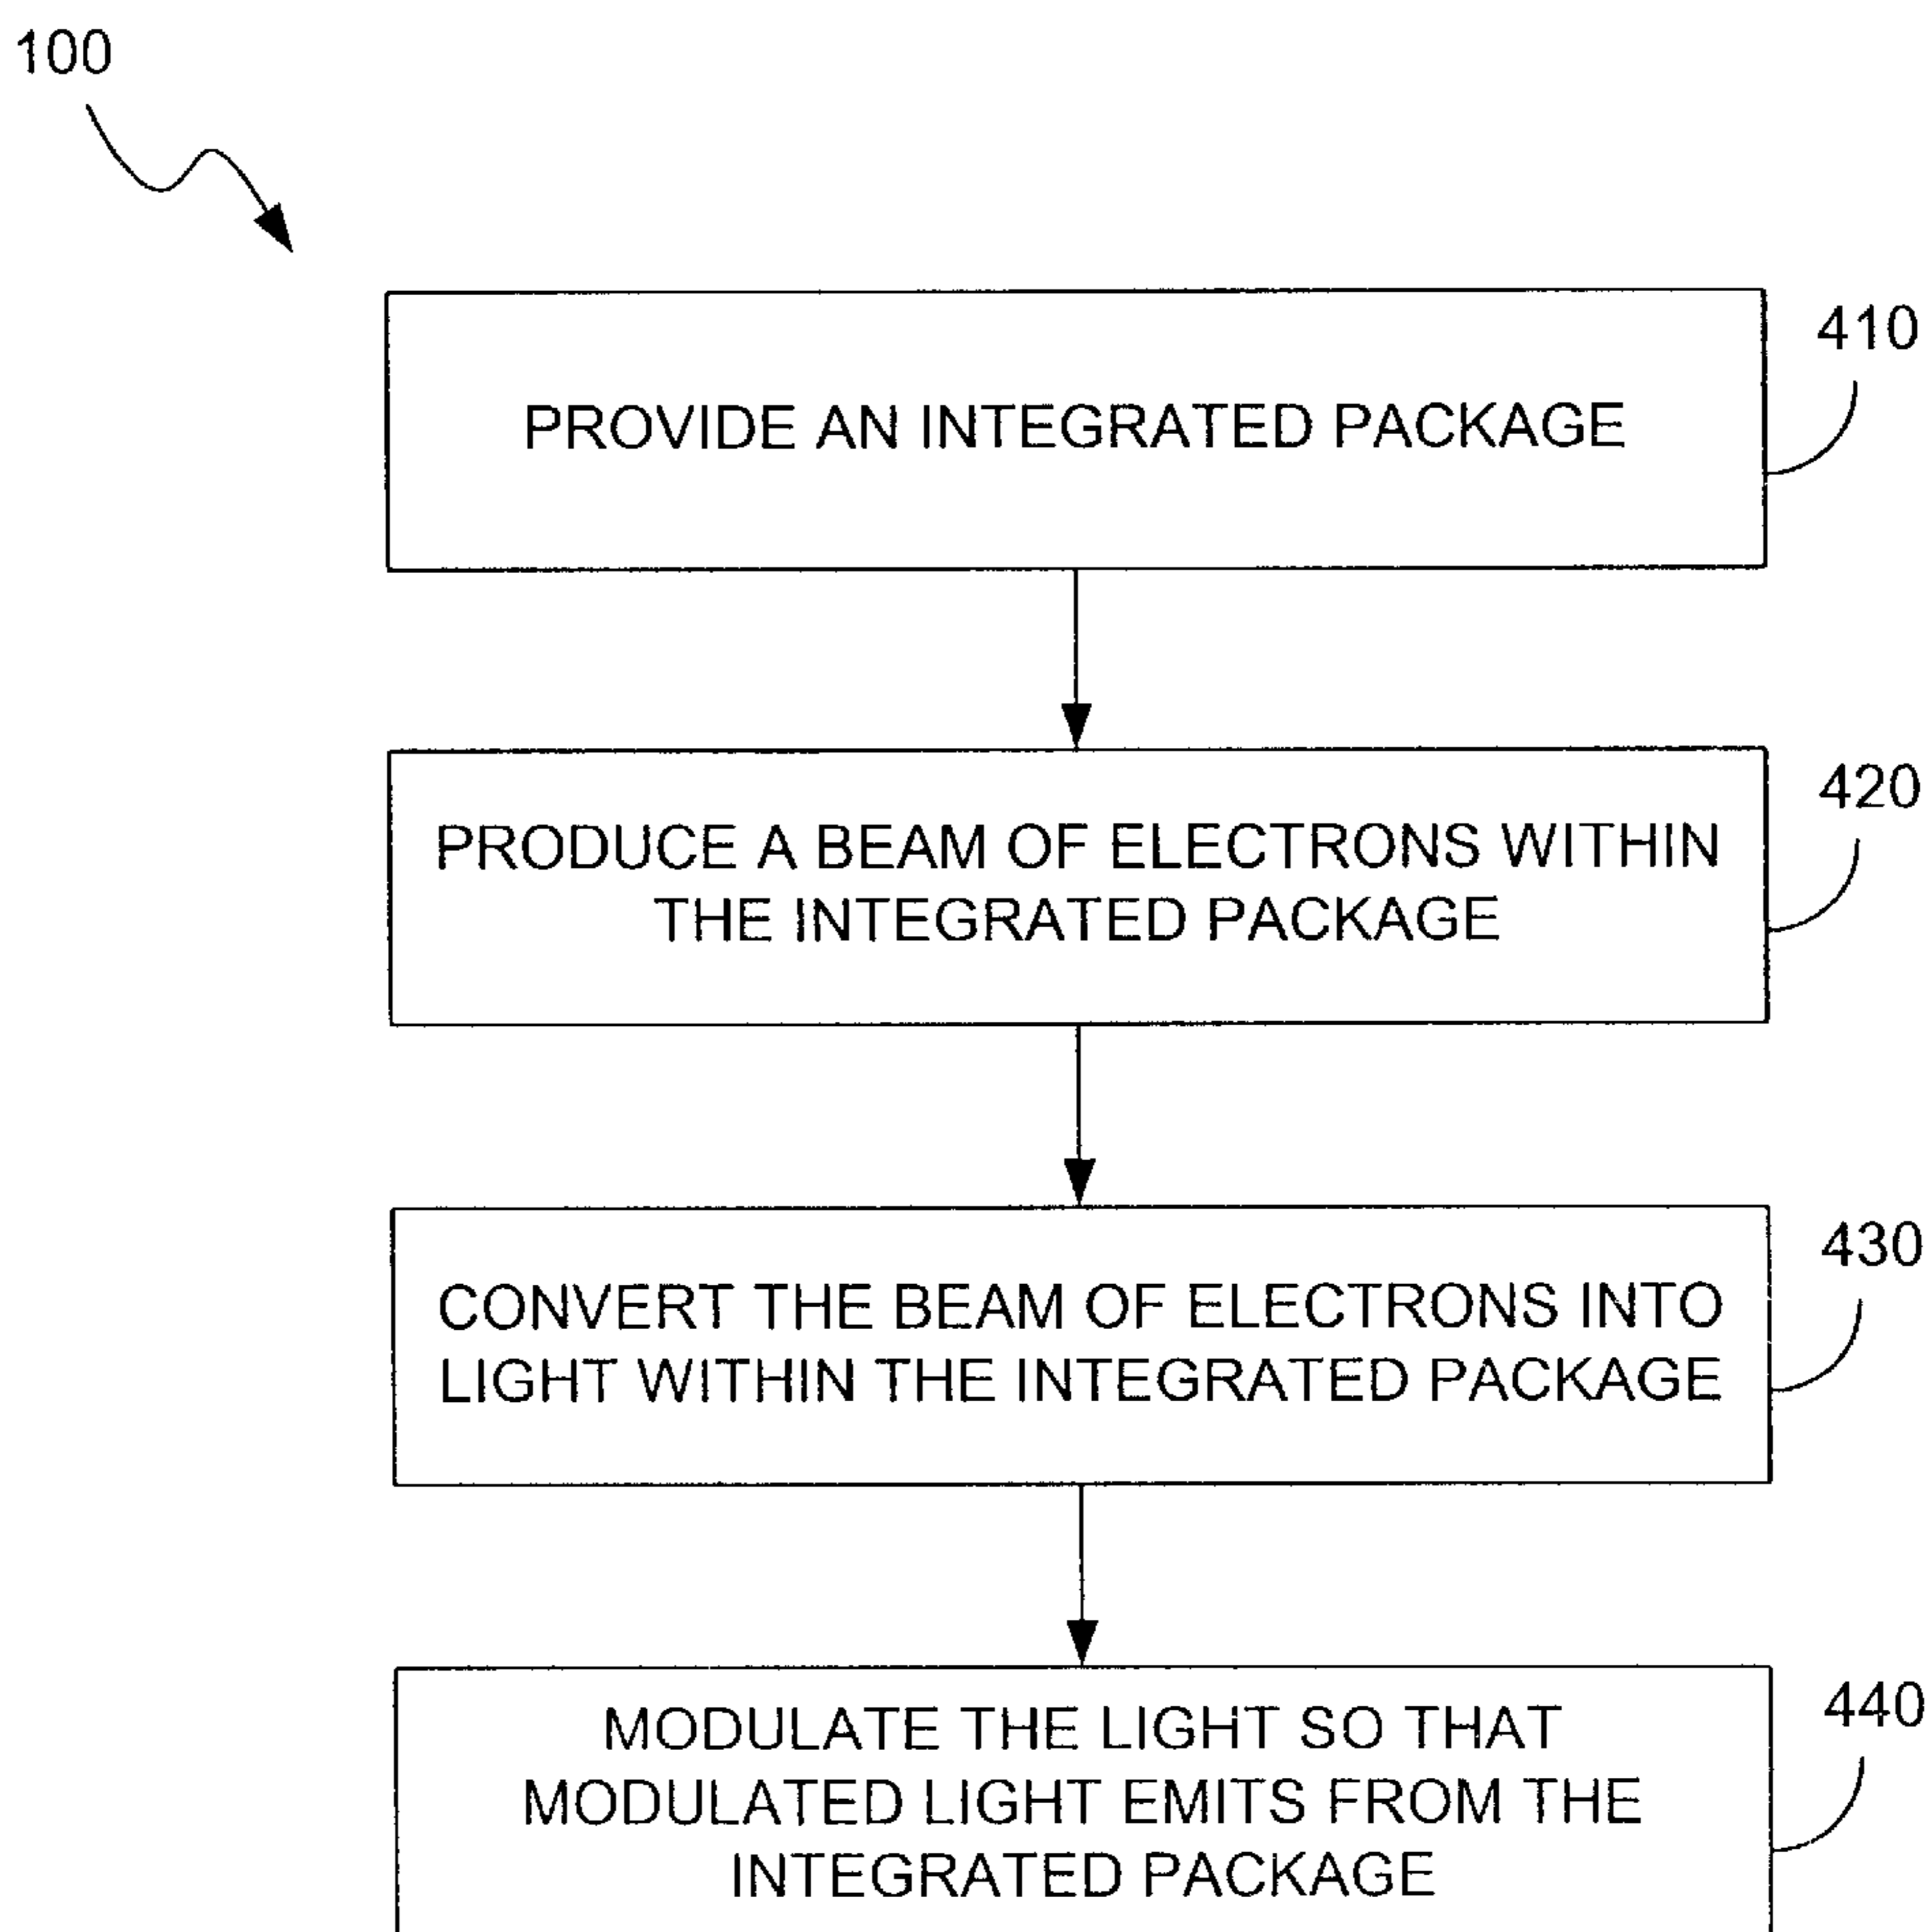 100
410
PROVIDE AN INTEGRATED PACKAGE
420
PRODUCE A BEAM OF ELECTRONS WITHIN
THE INTEGRATED PACKAGE
430
CONVERT THE BEAM OF ELECTRONS INTO
LIGHT WITHIN THE INTEGRATED PACKAGE
440
MODULATE THE LIGHT SO THAT
MODULATED LIGHT EMITS FROM THE
INTEGRATED PACKAGE